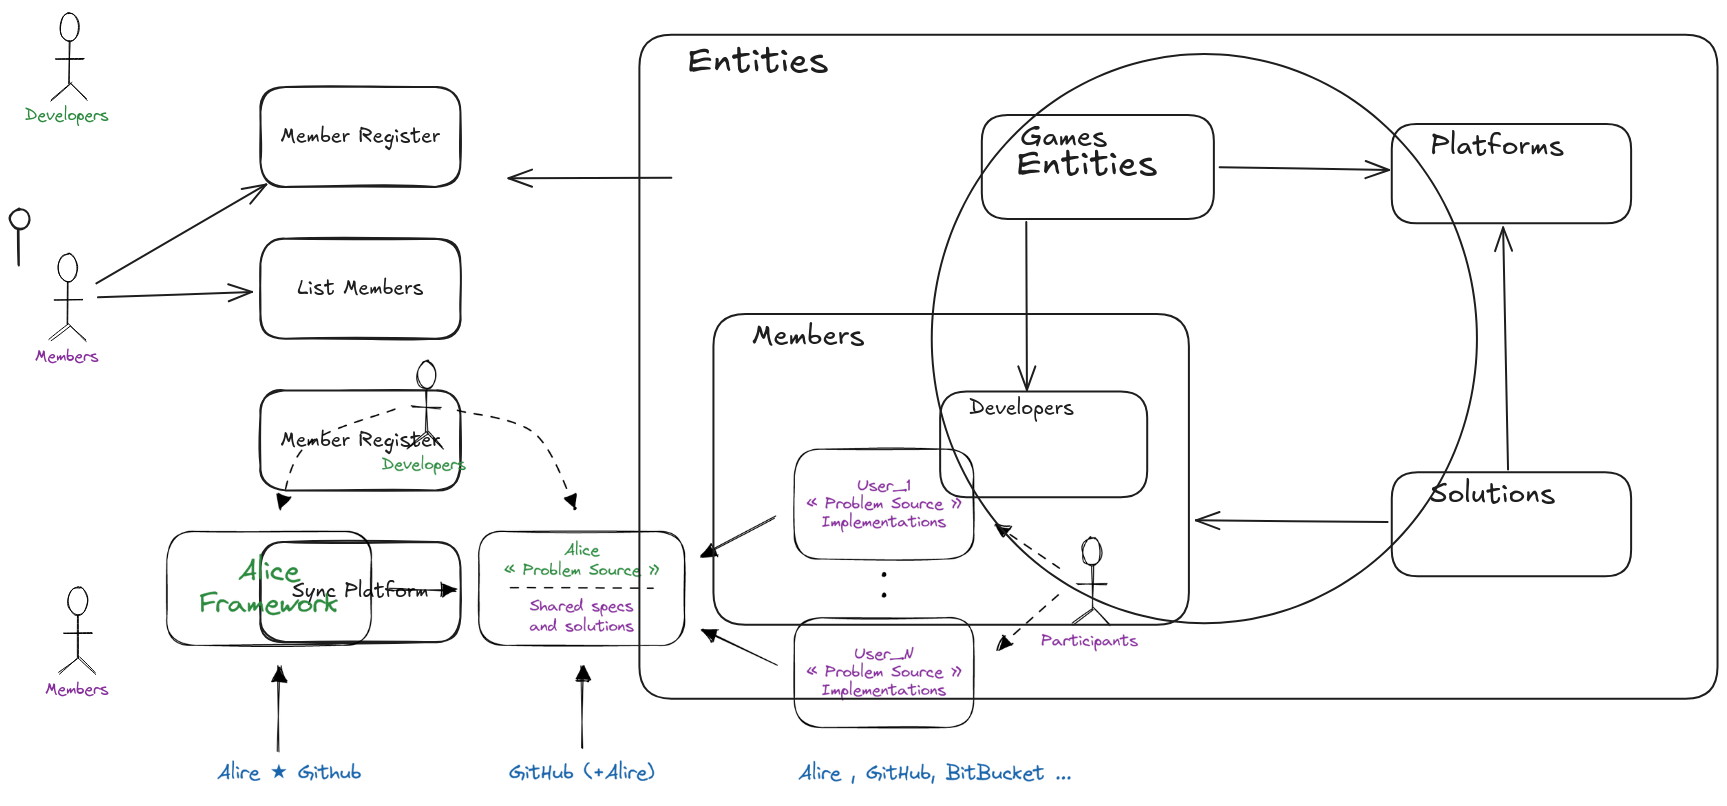 Entities
Developers
Member Register
Games
Entities
Platforms
List Members
Members
Members
Developers
Member Register
Developers
User_1
« Problem Source »
Implementations
Solutions
Alice
Framework
Sync Platform
Alice
« Problem Source »
Shared specs
and solutions
Participants
User_N
« Problem Source »
Implementations
Members
Alire ★ Github
GitHub (+Alire)
Alire , GitHub, BitBucket ...